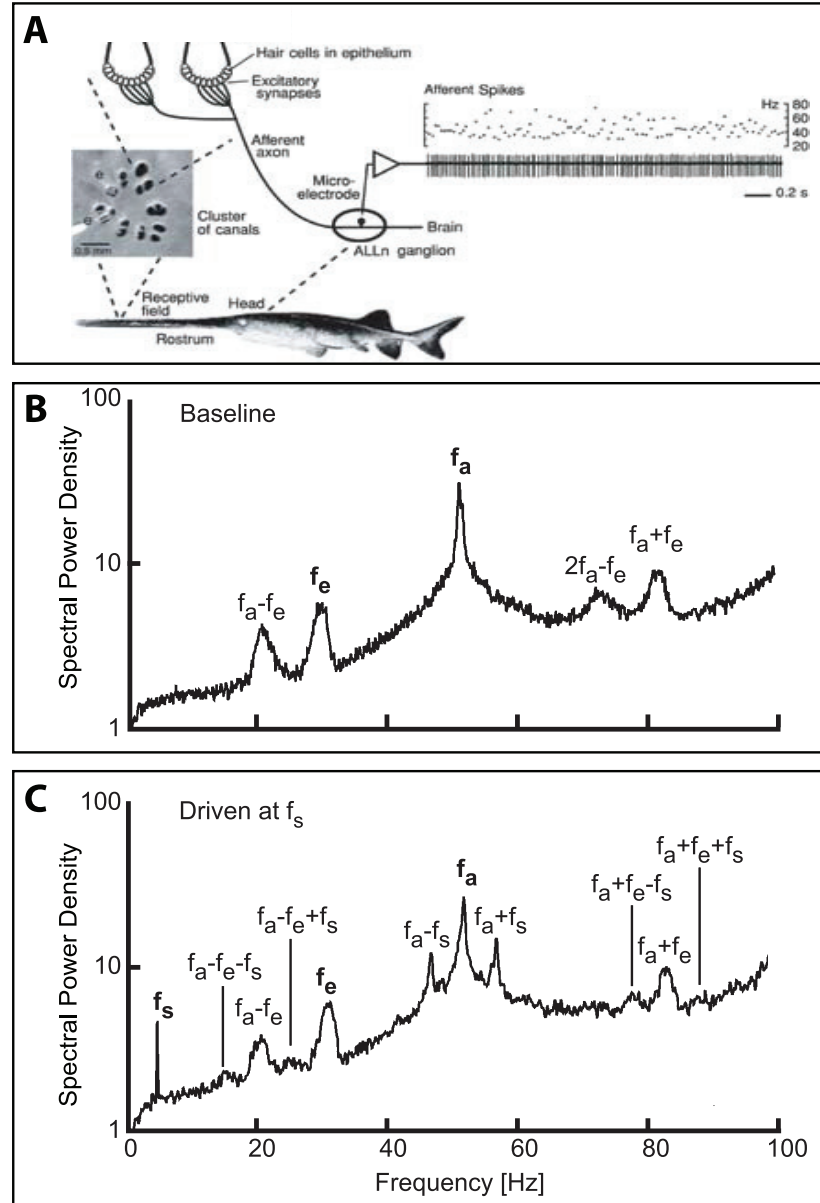 A
Hair cells in epithelium
Excitatory
synapses
Afferent Spikes
Hz
80
60
40
20
Afferent
axon
Micro-
electrode
0.2 s
e
e
Cluster
of canals
Brain
0.5 mm
ALLn ganglion
Receptive
field
Head
Rostrum
B
100
Baseline
Spectral Power Density
fa
10
2fa-fe
fa+fe
fe
fa-fe
1
C
100
Driven at fs
Spectral Power Density
fa+fe+fs
fa
fa+fe-fs
fa-fe+fs
fa-fs
fa+fs
fa+fe
10
fa-fe-fs
fe
fs
fa-fe
1
0
20
40
60
80
100
Frequency [Hz]